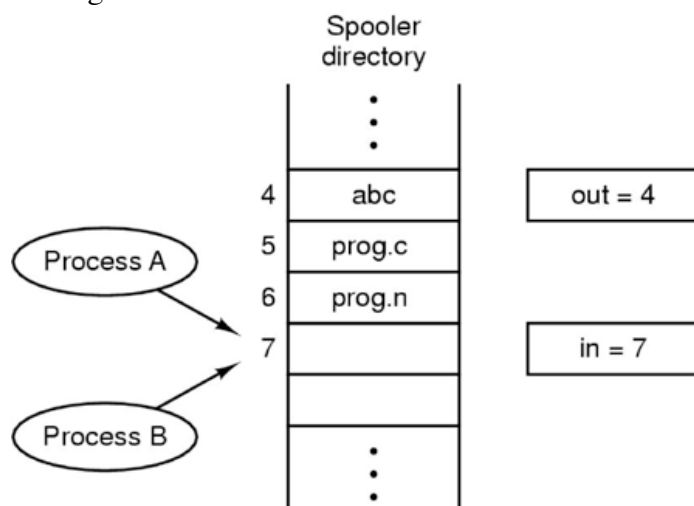 Spooler
directory
4 abc out = 4
Process A 5 prog.c
6 prog.n
7 in = 7
Process B